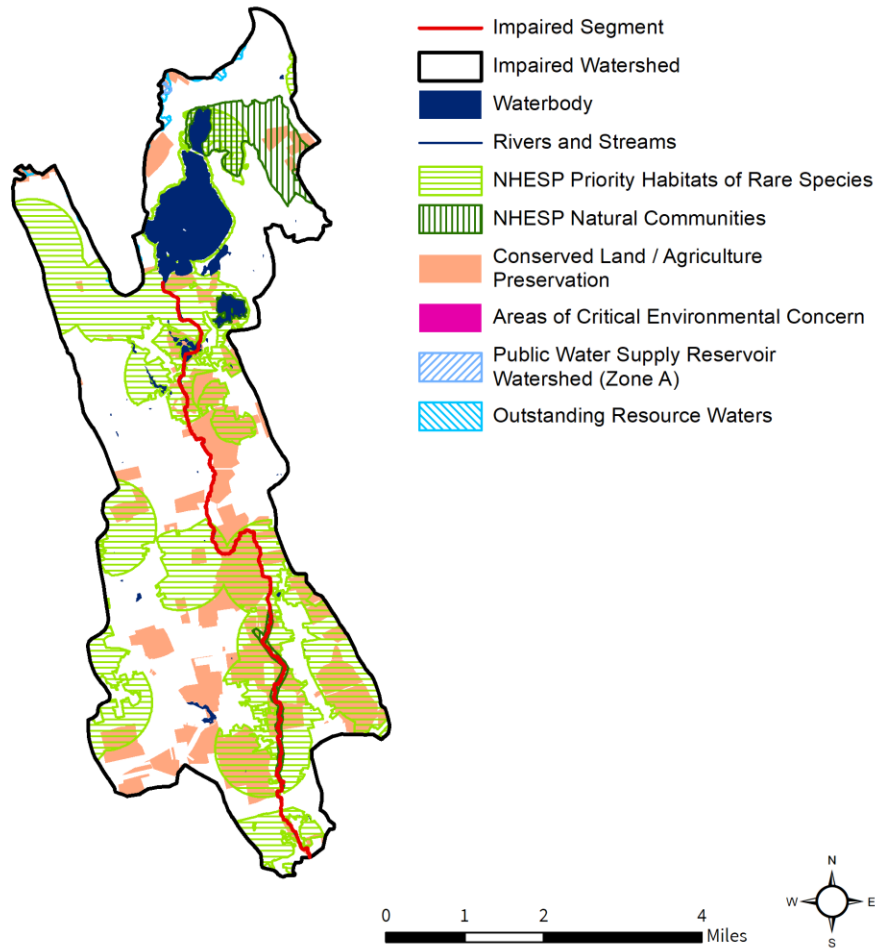 Impaired Segment
Impaired Watershed
Waterbody
Rivers and Streams
NHESP Priority Habitats of Rare Species
NHESP Natural Communities
Conserved Land / Agriculture
Preservation
Areas of Critical Environmental Concern
Public Water Supply Reservoir
Watershed (Zone A)
Outstanding Resource Waters
N
W E
S
0 1 2 4
Miles